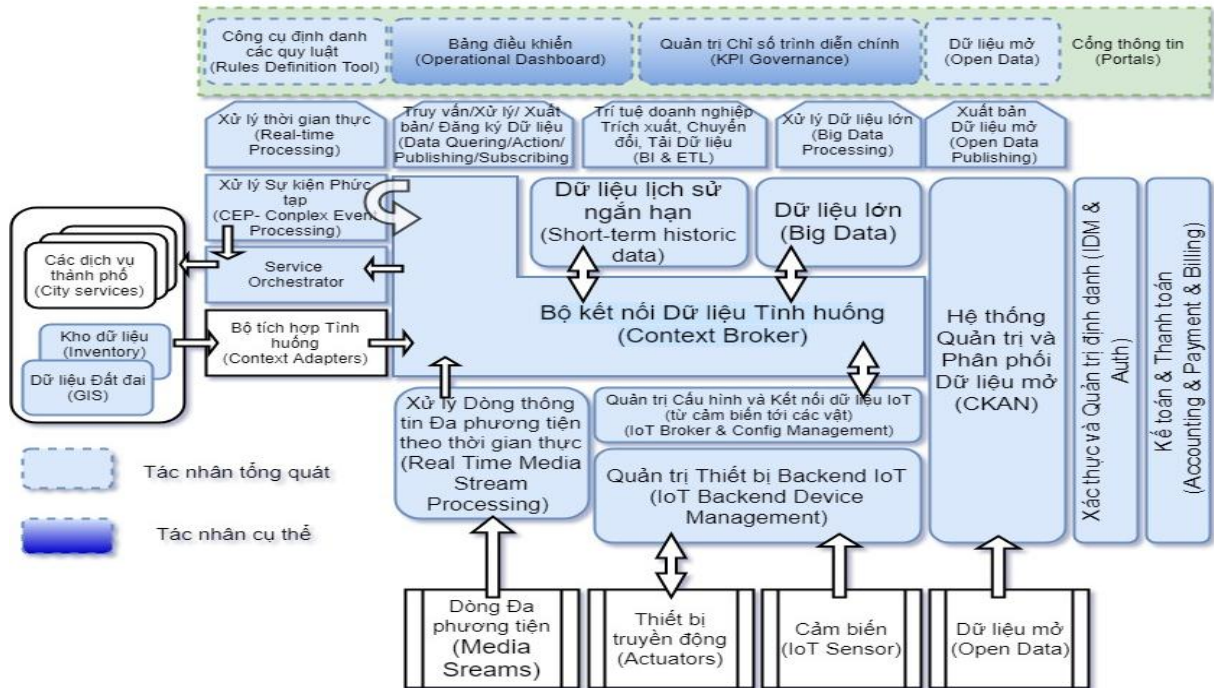 Công cụ định danh
các quy luật
(Rules Definition Tool)
Bảng điều khiến
(Operational Dashboard)
Quản trị Chỉ số trình diễn chính
(KPI Governance)
Dữ liệu mở
(Open Data)
Cổng thông tin
(Portals)
Xử lý thời gian thực
(Real-time
Processing)
Truy vấn/Xử lý/ Xuất
bản/ Đăng ký Dữ liệu
(Data Quering/Action/
Publishing/Subscribing
Trí tuệ doanh nghiệp
Trích xuất, Chuyển
đổi, Tải Dữ liệu
(BI & ETL)
Xử lý Dữ liệu lớn
(Big Data
Processing)
Xuất bản
Dữ liệu mở
(Open Data
Publishing)
Xử lý Sự kiện Phức
tạp
(CEP- Conplex Event
Processing)
Dữ liệu lịch sử
ngắn hạn
(Short-term historic
data)
Dữ liệu lớn
(Big Data)
Các dịch vụ
thành phố
(City services)
Service
Orchestrator
Bộ kết nối Dữ liệu Tình huống
(Context Broker)
Kho dữ liệu
(Inventory)
Dữ liệu Đất đai
(GIS)
Bộ tích hợp Tình
huống
(Context Adapters)
Hệ thống
Quản trị và
Phân phối
Dữ liệu mở
(CKAN)
Xác thực và Quản trị định danh (IDM &
Auth)
Kế toán & Thanh toán
(Accounting & Payment & Billing)
Xử lý Dòng thông
tin Đa phương tiện
theo thời gian thực
(Real Time Media
Stream
Processing)
Quản trị Cấu hình và Kết nối dữ liệu IoT
(từ cảm biến tới các vật)
(IoT Broker & Config Management)
Quản trị Thiết bị Backend IoT
(IoT Backend Device
Management)
Tác nhân tổng quát
Tác nhân cụ thể
Dòng Đa
phương tiện
(Media
Sreams)
Thiết bị
truyền động
(Actuators)
Cảm biến
(IoT Sensor)
Dữ liệu mở
(Open Data)